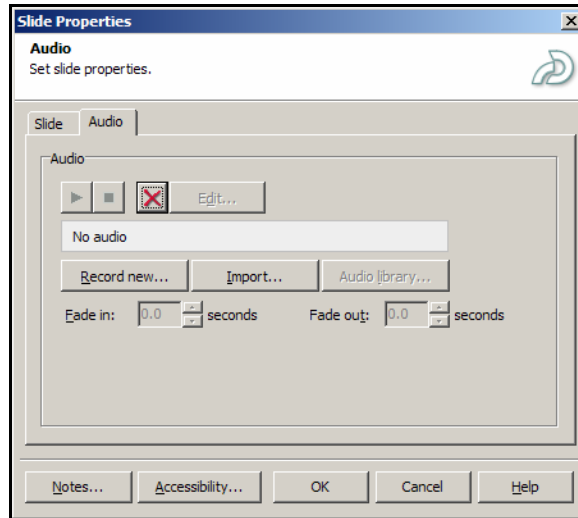 Slide Properties
Audio
Set slide properties.
Slide Audio
Audio
Edit...
No audio
Record new... Import... Audio library...
Fade in: 0.0 seconds Fade out: 0.0 seconds
Notes... Accessibility... OK Cancel Help